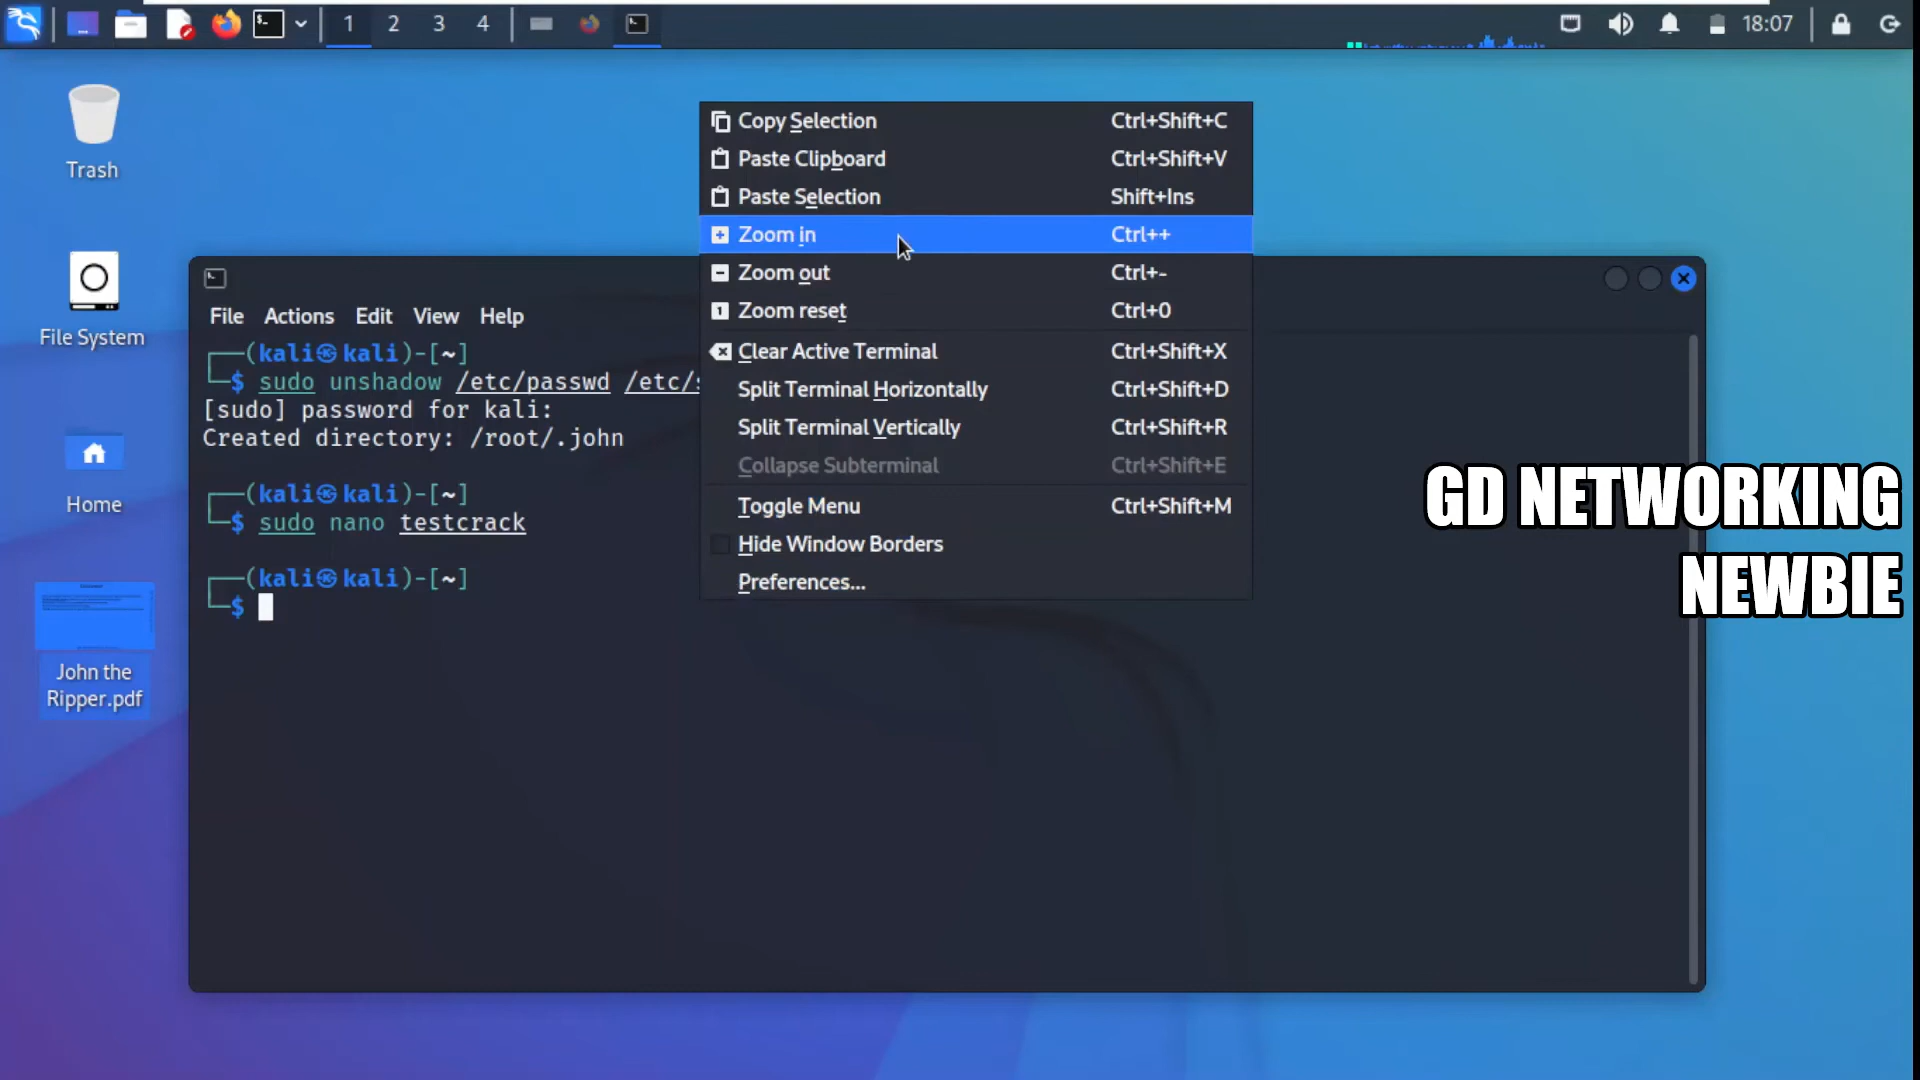 1 2 3 4 18:07
Trash
File System
Home
John the
Ripper.pdf
Copy Selection Ctrl+Shift+C
Paste Clipboard Ctrl+Shift+V
Paste Selection Shift+Ins
Zoom in Ctrl++
Zoom out Ctrl+-
Zoom reset Ctrl+0
Clear Active Terminal Ctrl+Shift+X
Split Terminal Horizontally Ctrl+Shift+D
Split Terminal Vertically Ctrl+Shift+R
Collapse Subterminal Ctrl+Shift+E
Toggle Menu Ctrl+Shift+M
Hide Window Borders
Preferences...
File Actions Edit View Help
(kali㉿kali)-[~]
$ sudo unshadow /etc/passwd /etc/s
[sudo] password for kali:
Created directory: /root/.john
(kali㉿kali)-[~]
$ sudo nano testcrack
(kali㉿kali)-[~]
$
GD NETWORKING
NEWBIE